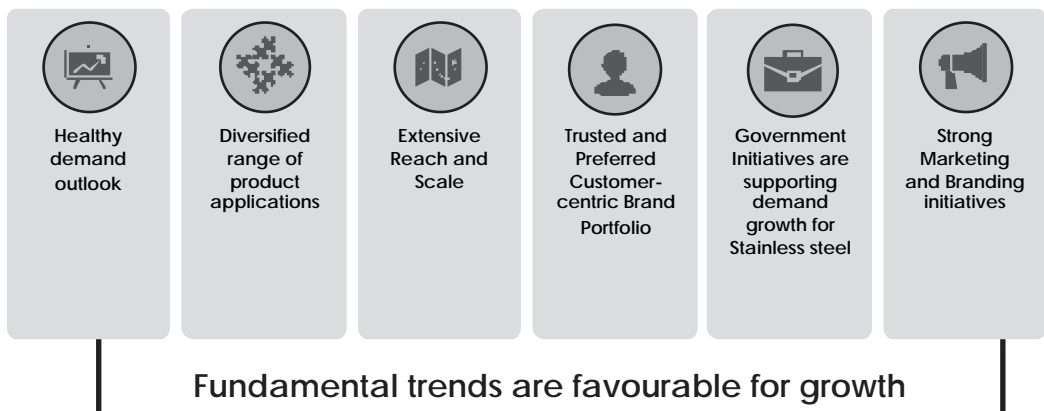 Healthy
demand
outlook
Diversified
range of
product
applications
Extensive
Reach and
Scale
Trusted and
Preferred
Customer-
centric Brand
Portfolio
Government
Initiatives are
supporting
demand
growth for
Stainless steel
Strong
Marketing
and Branding
initiatives
Fundamental trends are favourable for growth